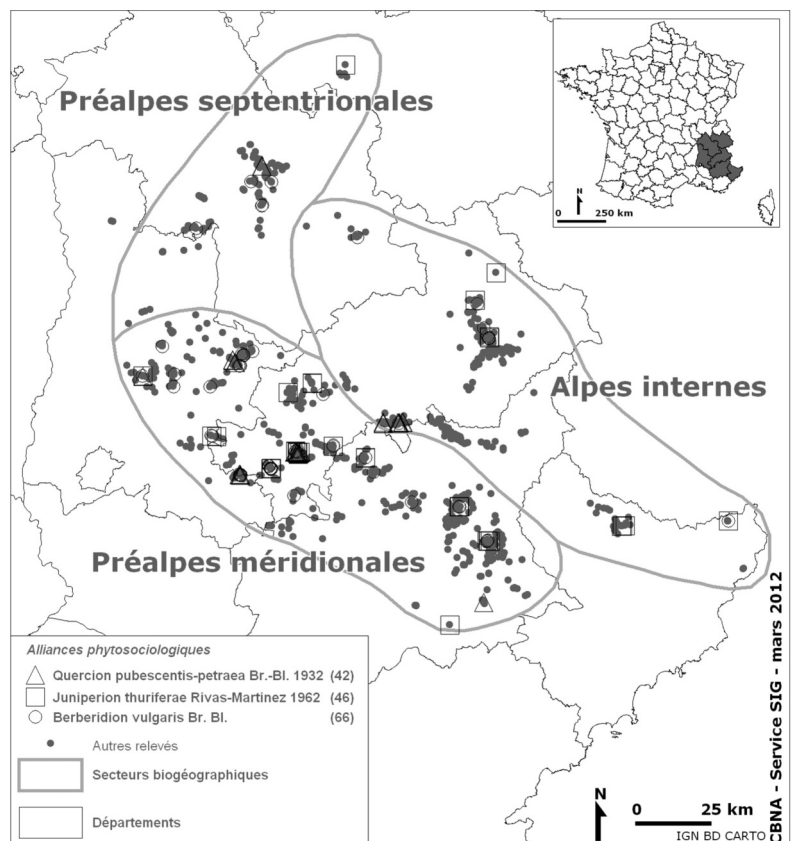 Préalpes septentrionales
N
0 250 km
Alpes internes
Préalpes méridionales
Alliances phytosociologiques
Quercion pubescentis-petraea Br.-Bl. 1932 (42)
Juniperion thuriferae Rivas-Martinez 1962 (46)
Berberidion vulgaris Br. Bl. (66)
Autres relevés
Secteurs biogéographiques
Départements
N
0 25 km
IGN BD CARTO
CBNA - Service SIG - mars 2012